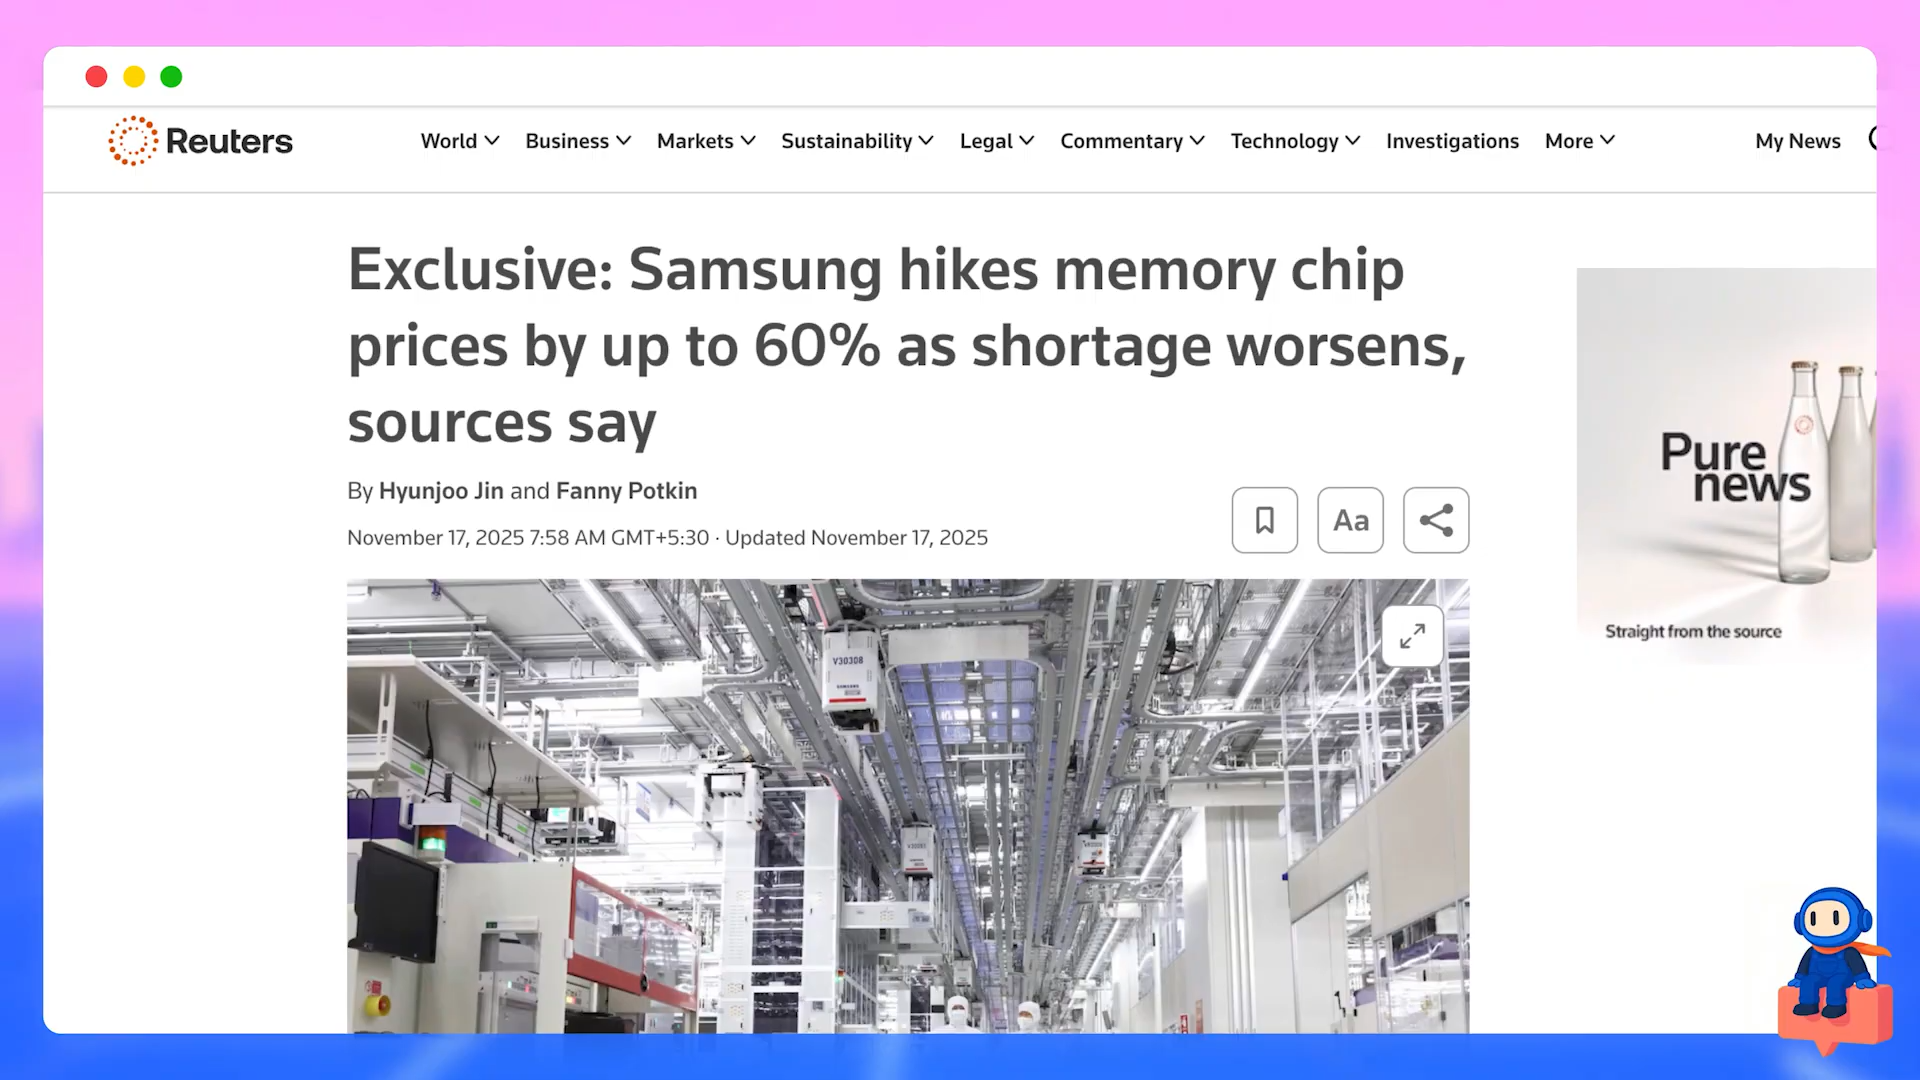 Reuters
World
Business
Markets
Sustainability
Legal
Commentary
Technology
Investigations
More
My News
Exclusive: Samsung hikes memory chip
prices by up to 60% as shortage worsens,
sources say
By Hyunjoo Jin and Fanny Potkin
November 17, 2025 7:58 AM GMT+5:30 · Updated November 17, 2025
Aa
Pure
news
Straight from the source
V30308
SAMSUNG